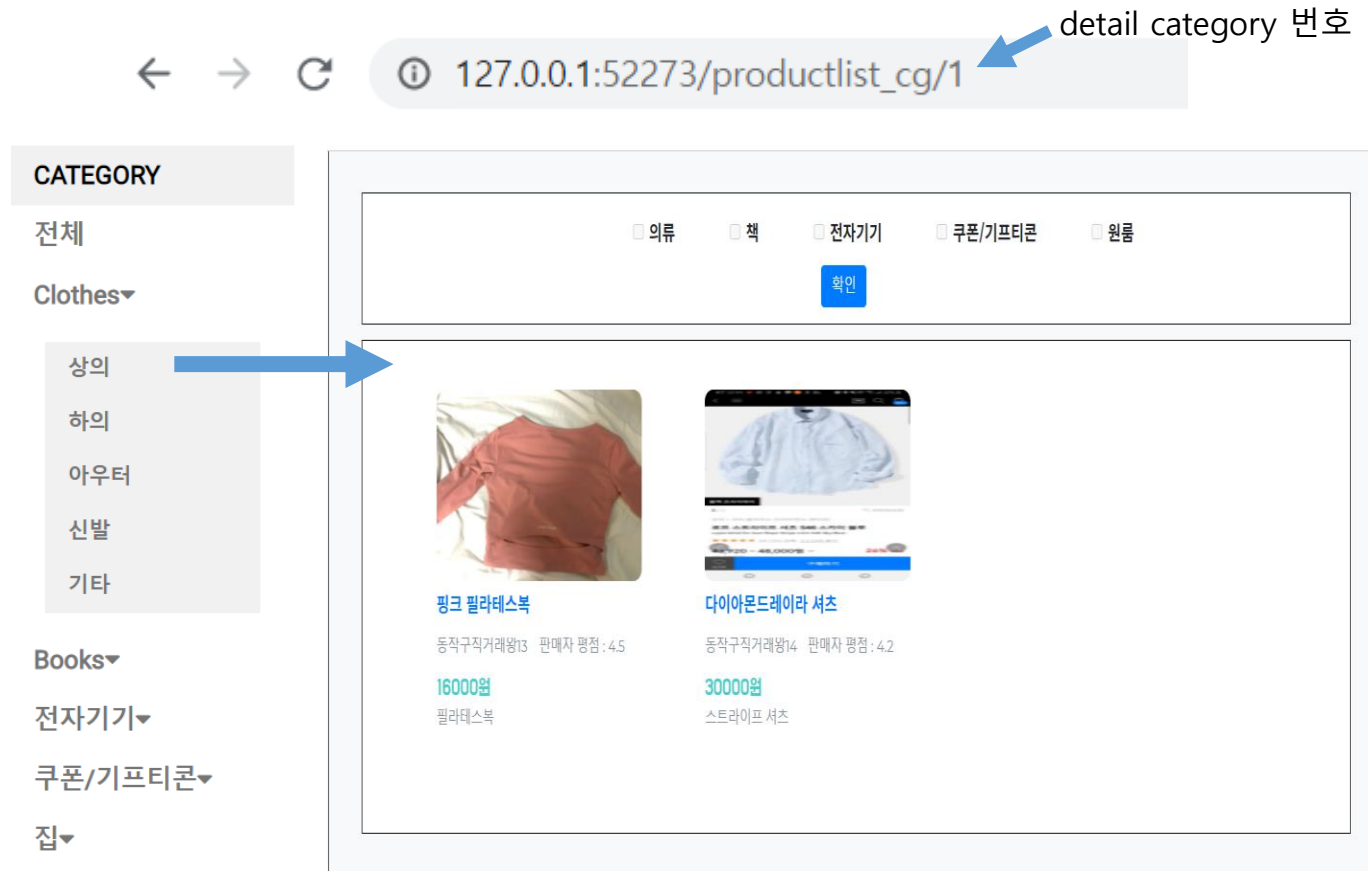 detail category 번호
127.0.0.1:52273/productlist_cg/1
CATEGORY
전체
Clothes
상의
하의
아우터
신발
기타
Books
전자기기
쿠폰/기프티콘
집
의류 책 전자기기 쿠폰/기프티콘 원룸
확인
핑크 필라테스복
동작구직거래왕13 판매자 평점 : 4.5
16000원
필라테스복
다이아몬드레이라 셔츠
동작구직거래왕14 판매자 평점 : 4.2
30000원
스트라이프 셔츠